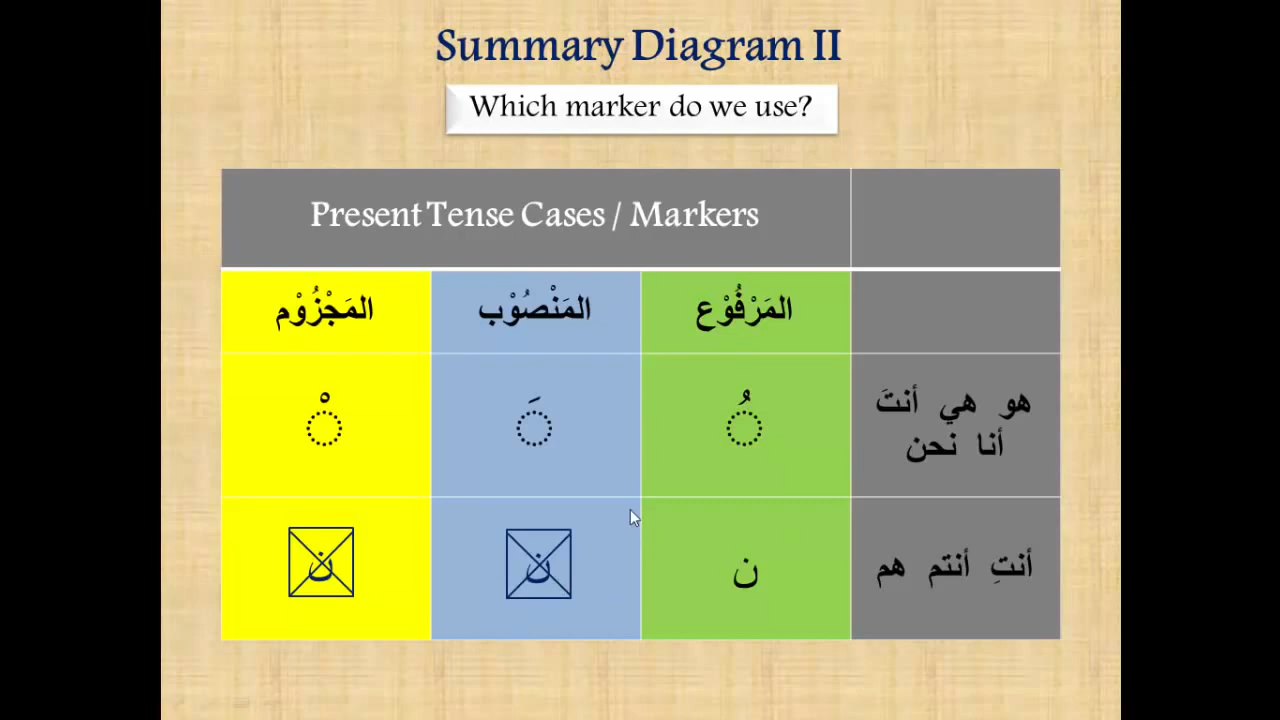 Summary Diagram II
Which marker do we use?
Present Tense Cases / Markers
المَرْفُوْع المَنْصُوْب المَجْزُوْم
هو هي أنتَ
أنا نحن
◌ُ ◌َ ◌ْ
أنتِ أنتم هم
ن ن ن